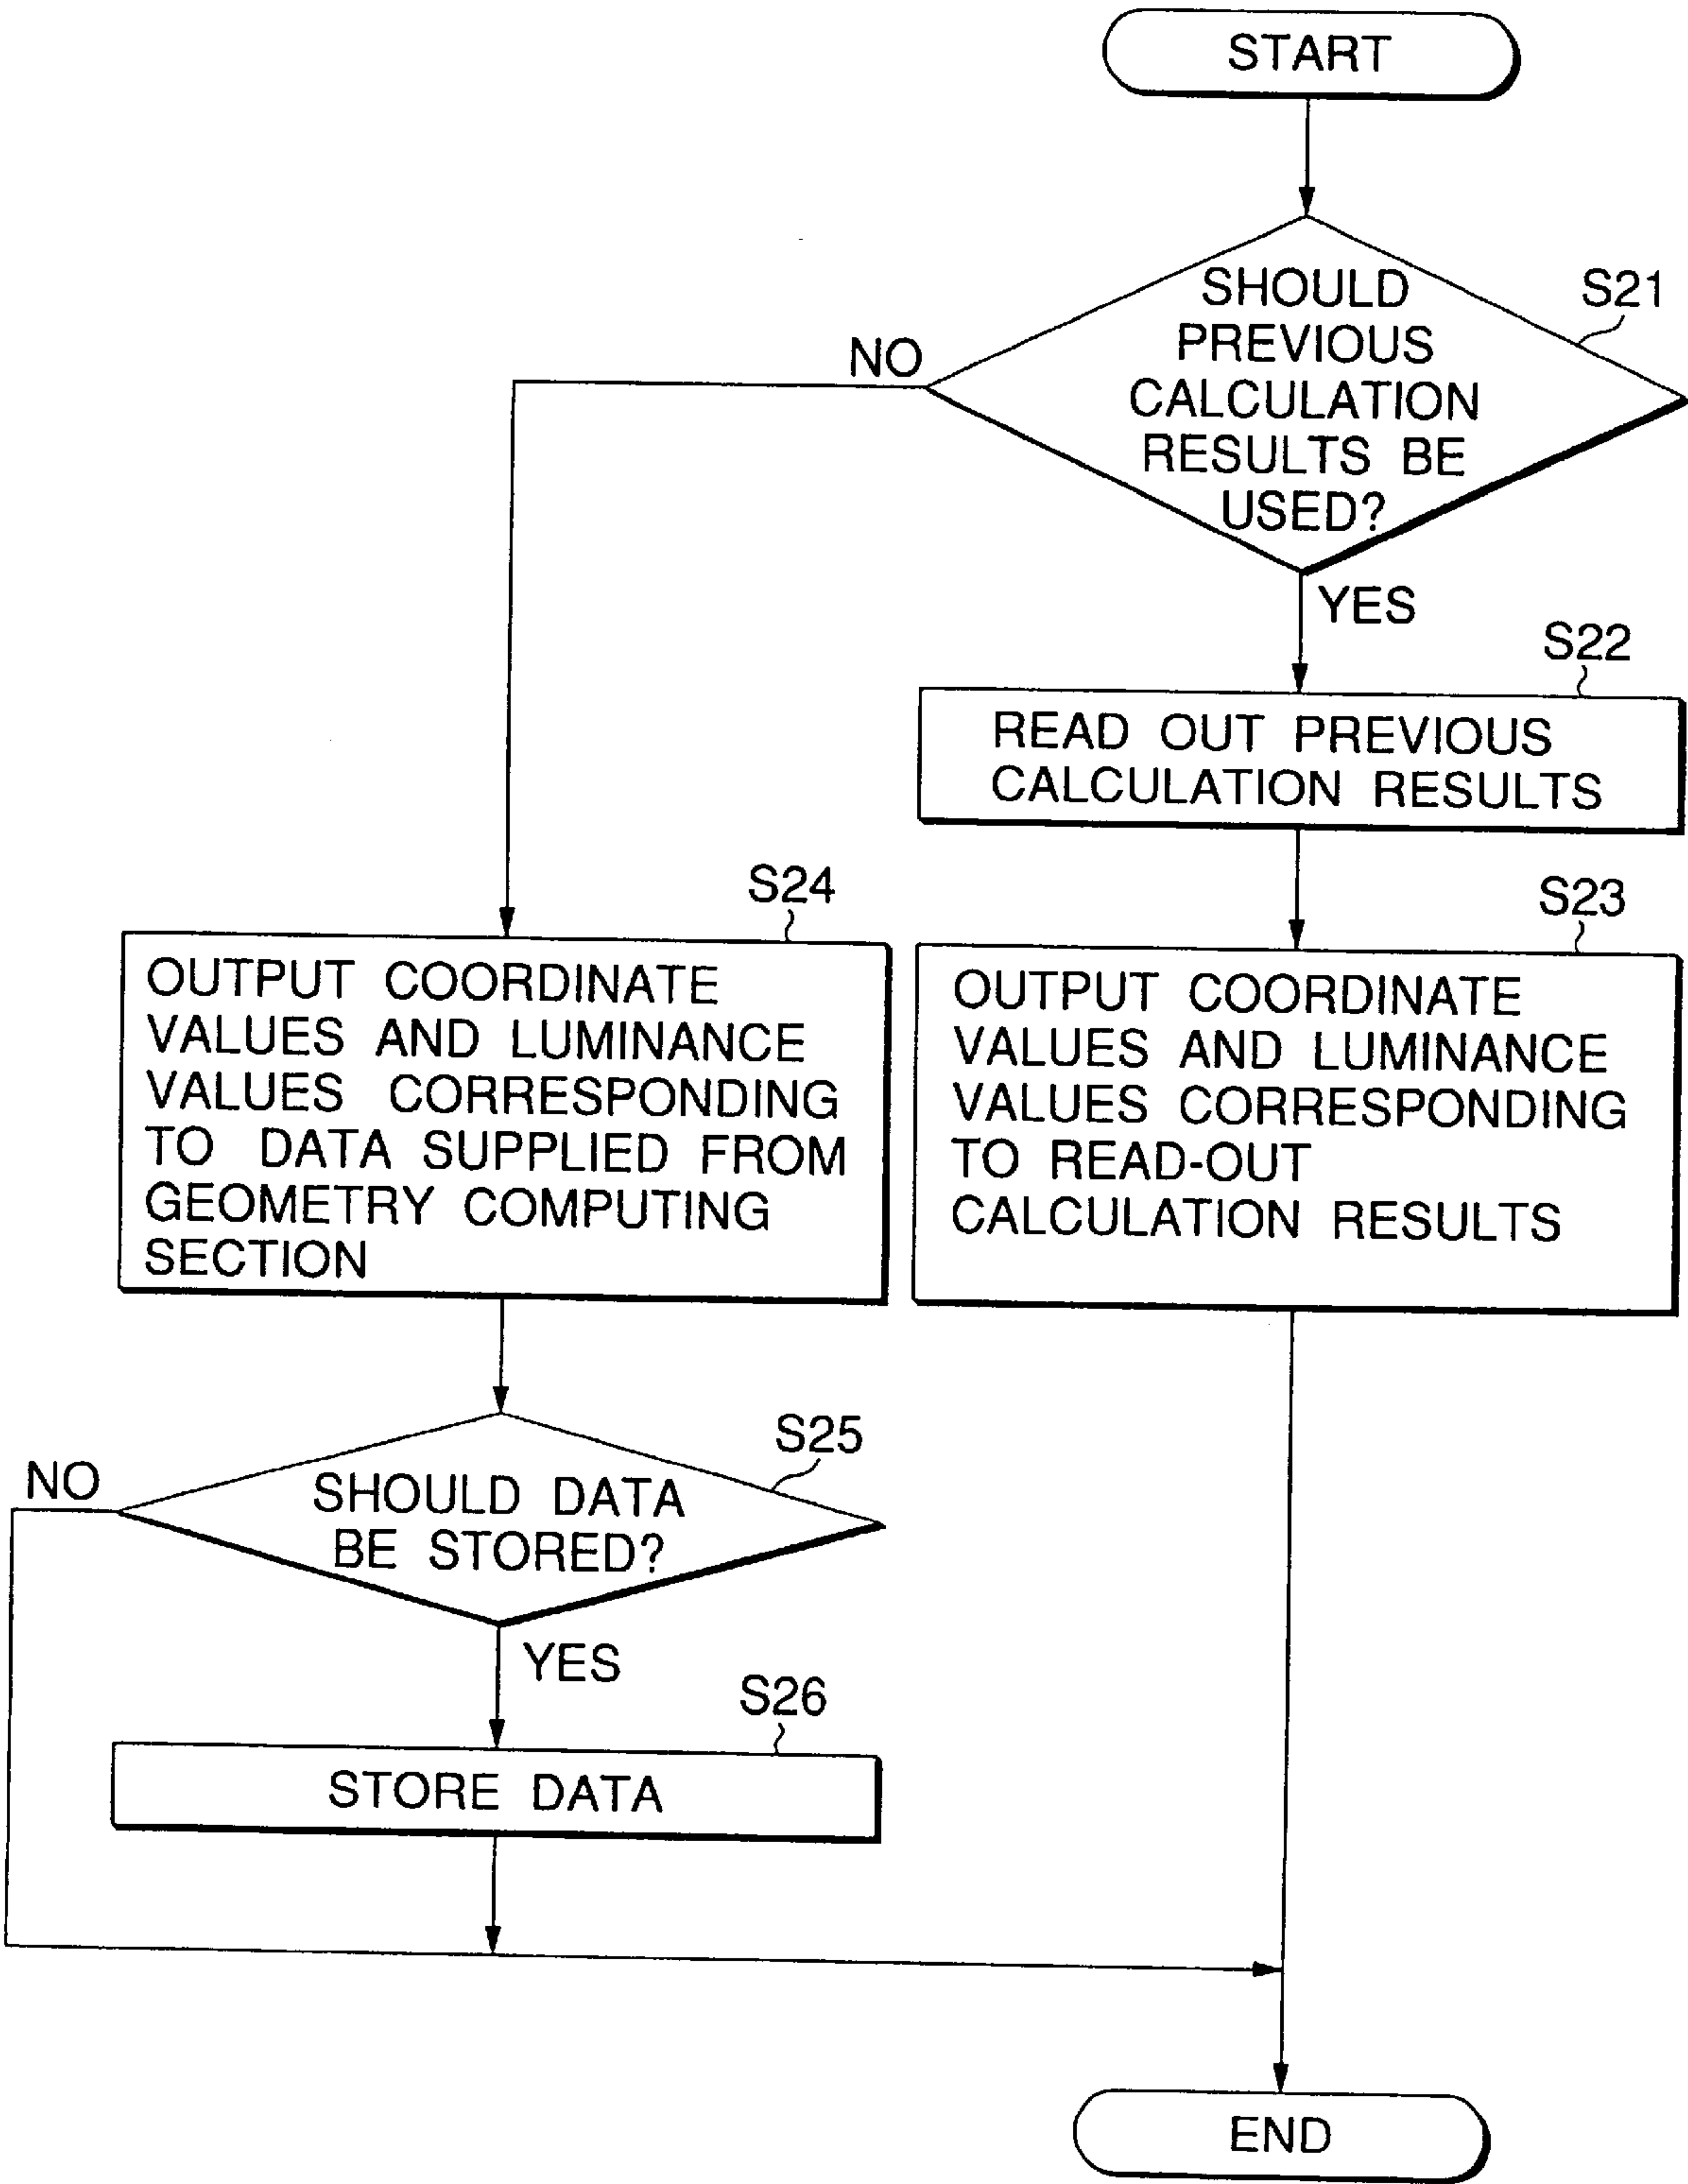 START
SHOULD
PREVIOUS
CALCULATION
RESULTS BE
USED?
S21
NO
YES
S22
READ OUT PREVIOUS
CALCULATION RESULTS
S24
OUTPUT COORDINATE
VALUES AND LUMINANCE
VALUES CORRESPONDING
TO DATA SUPPLIED FROM
GEOMETRY COMPUTING
SECTION
S23
OUTPUT COORDINATE
VALUES AND LUMINANCE
VALUES CORRESPONDING
TO READ-OUT
CALCULATION RESULTS
S25
NO
SHOULD DATA
BE STORED?
YES
S26
STORE DATA
END